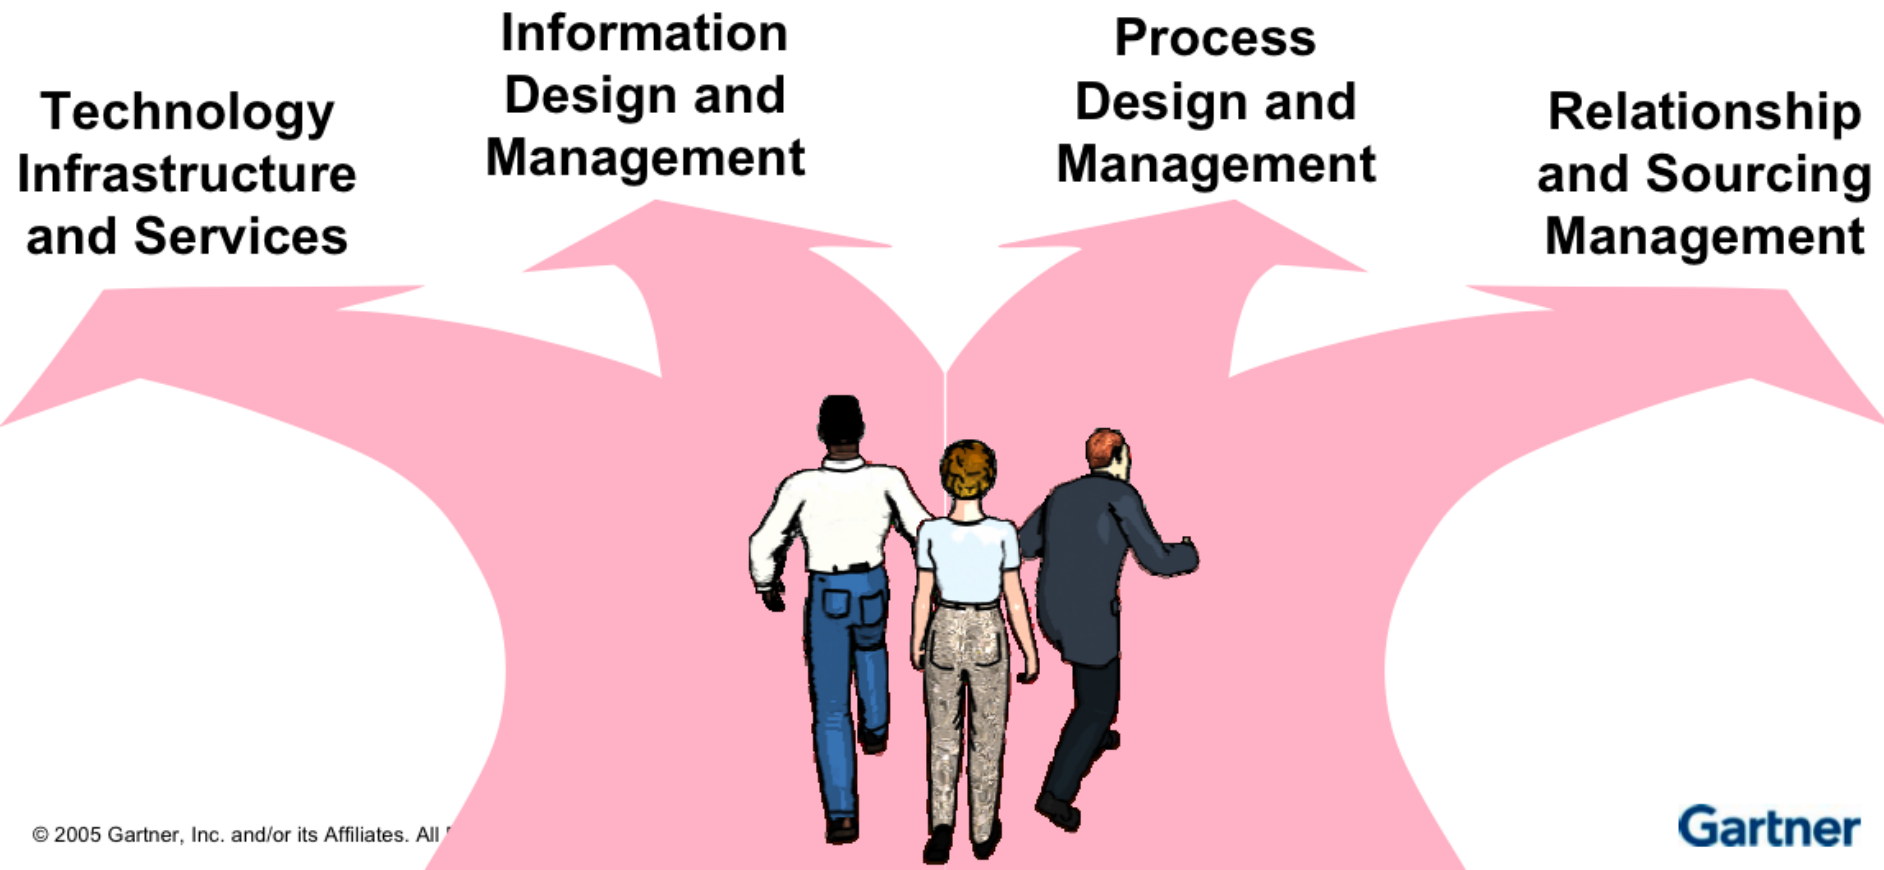 Technology
Infrastructure
and Services
Information
Design and
Management
Process
Design and
Management
Relationship
and Sourcing
Management
© 2005 Gartner, Inc. and/or its Affiliates. All
Gartner